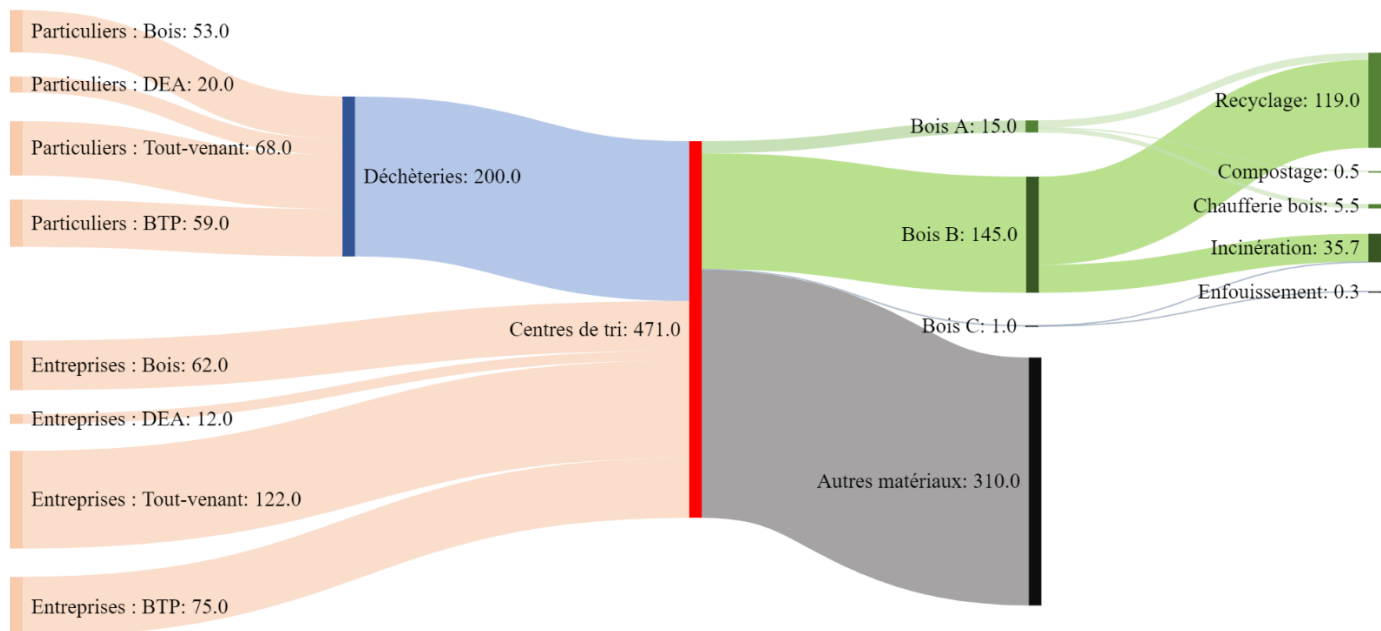 Particuliers : Bois: 53.0
Particuliers : DEA: 20.0
Particuliers : Tout-venant: 68.0
Particuliers : BTP: 59.0
Entreprises : Bois: 62.0
Entreprises : DEA: 12.0
Entreprises : Tout-venant: 122.0
Entreprises : BTP: 75.0
Déchèteries: 200.0
Centres de tri: 471.0
Bois A: 15.0
Bois B: 145.0
Bois C: 1.0
Autres matériaux: 310.0
Recyclage: 119.0
Compostage: 0.5
Chaufferie bois: 5.5
Incinération: 35.7
Enfouissement: 0.3